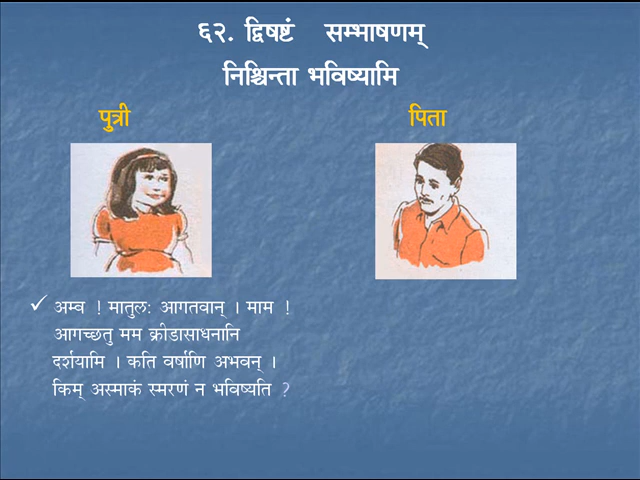 ६२. द्विषष्टं सम्भाषणम्
निश्चिन्ता भविष्यामि
पुत्री
पिता
✓ अम्ब ! मातुलः आगतवान् । माम !
आगच्छतु मम क्रीडासाधनानि
दर्शयामि । कति वर्षाणि अभवन् ।
किम् अस्माकं स्मरणं न भविष्यति ?